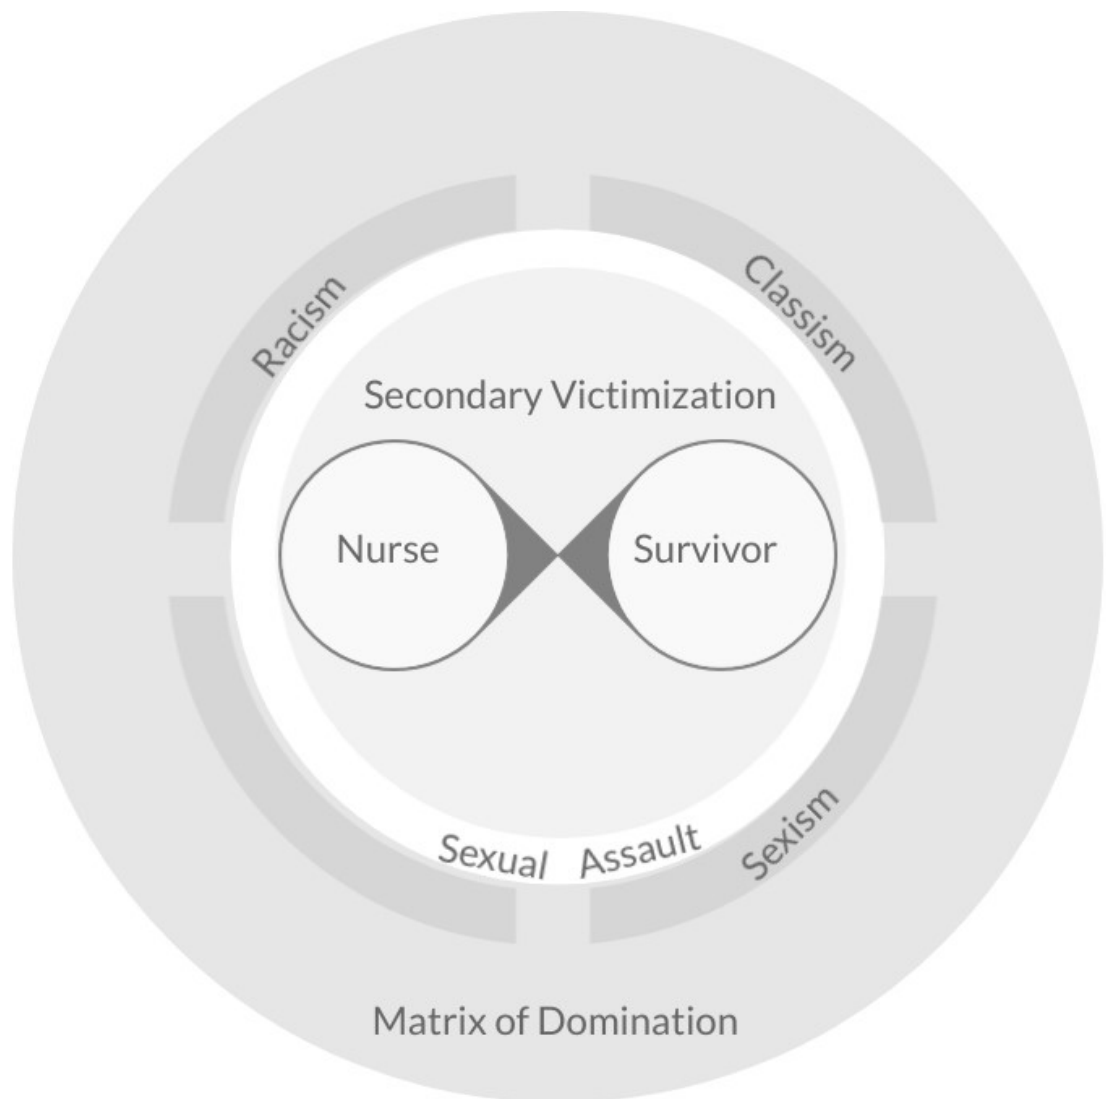 Racism
Classism
Secondary Victimization
Nurse
Survivor
Sexual Assault
Sexism
Matrix of Domination